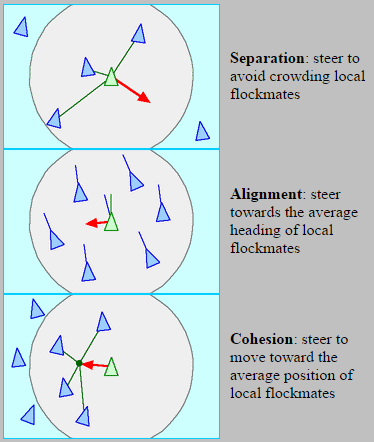 Separation: steer to
avoid crowding local
flockmates
Alignment: steer
towards the average
heading of local
flockmates
Cohesion: steer to
move toward the
average position of
local flockmates